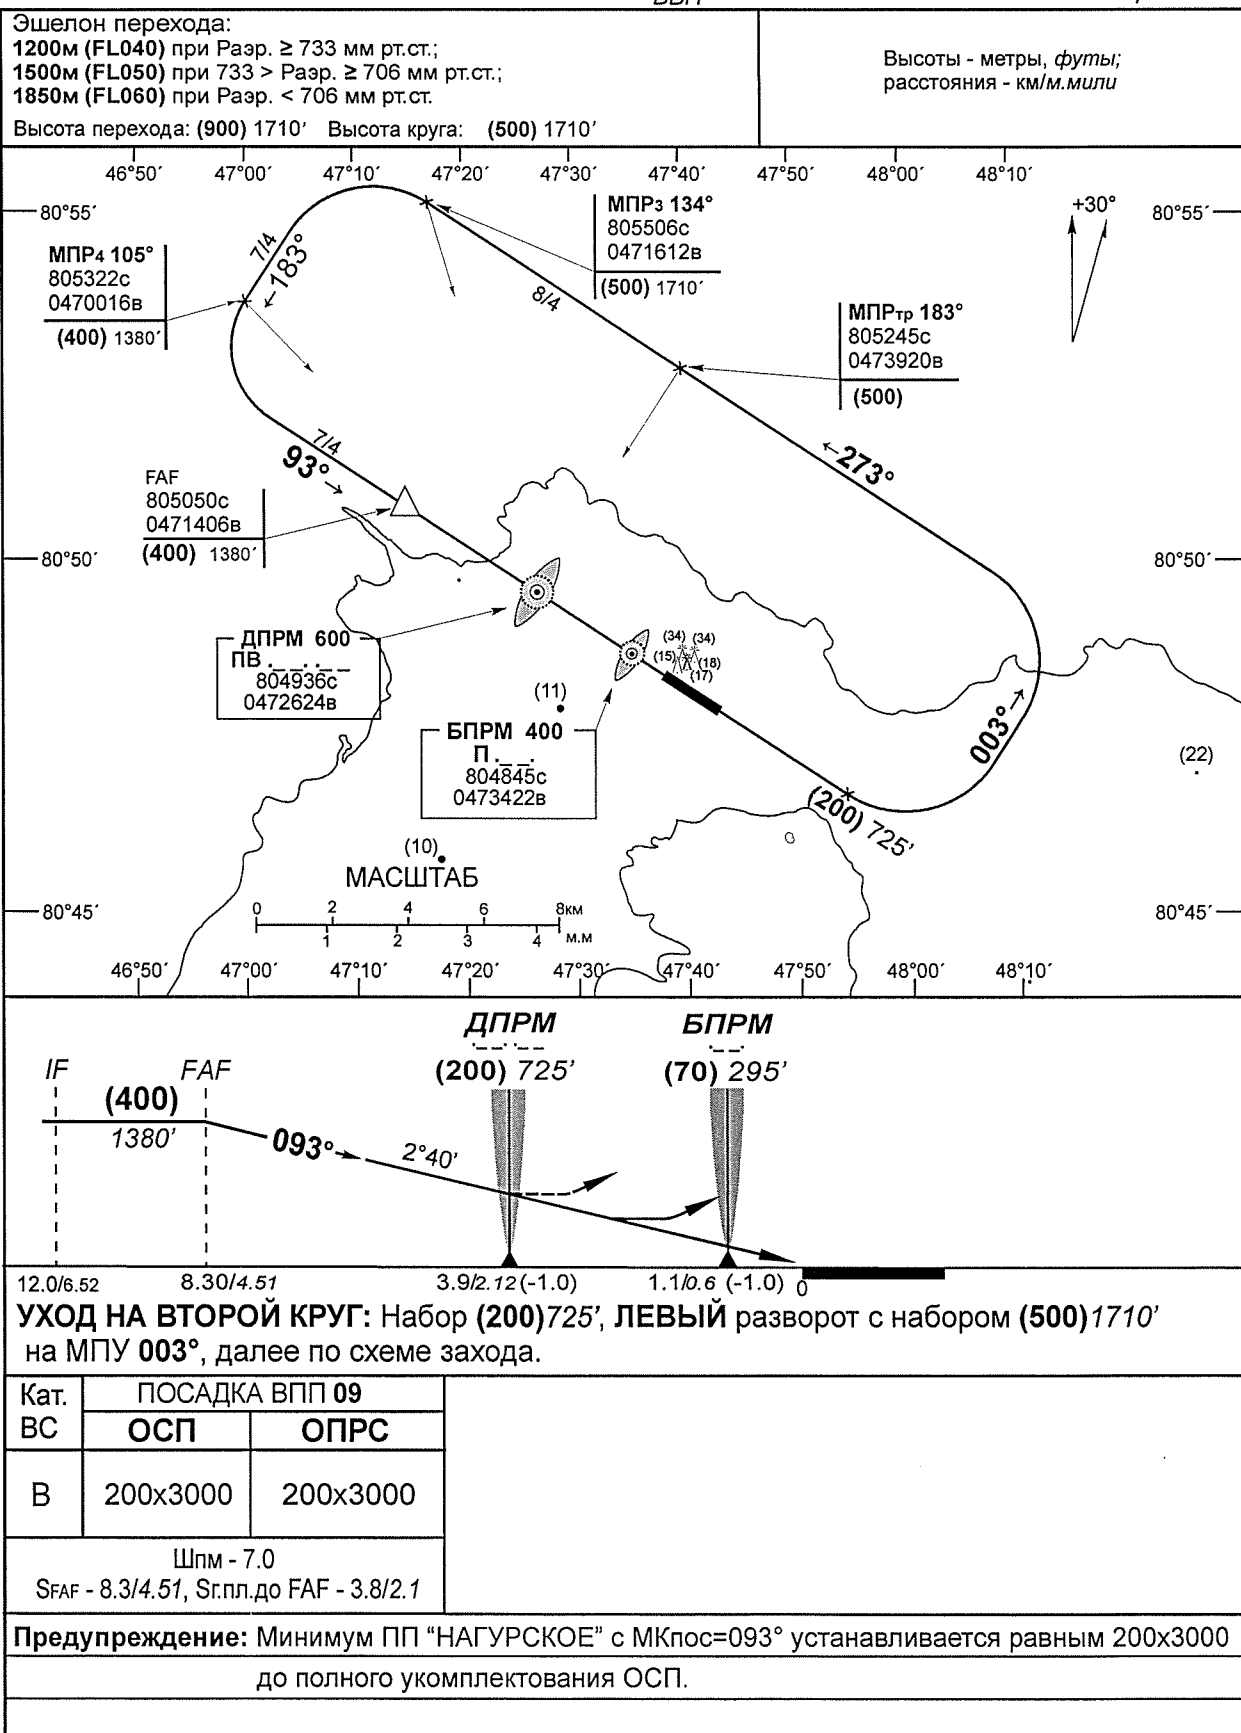 Эшелон перехода:
1200м (FL040) при Раэр. ≥ 733 мм рт.ст.;
1500м (FL050) при 733 > Раэр. ≥ 706 мм рт.ст.;
1850м (FL060) при Раэр. < 706 мм рт.ст.
Высота перехода: (900) 1710′ Высота круга: (500) 1710′
Высоты - метры, футы;
расстояния - км/м.мили
46°50′ 47°00′ 47°10′ 47°20′ 47°30′ 47°40′ 47°50′ 48°00′ 48°10′
80°55′
80°55′
+30°
МПР3 134°
805506с
0471612в
(500) 1710′
МПР4 105°
805322с
0470016в
(400) 1380′
7/4
←183°
8/4
МПРтр 183°
805245с
0473920в
(500)
←273°
7/4
93°→
FAF
805050с
0471406в
(400) 1380′
80°50′
80°50′
ДПРМ 600
ПВ ._ _. ._ _
804936с
0472624в
(34) (34)
(15) (18)
(17)
(11)
БПРМ 400
П ._ _.
804845с
0473422в
003°→
(22)
(200) 725′
(10)
МАСШТАБ
0 2 4 6 8км
1 2 3 4 м.м
80°45′
80°45′
46°50′ 47°00′ 47°10′ 47°20′ 47°30′ 47°40′ 47°50′ 48°00′ 48°10′
ДПРМ
._ _. ._ _
(200) 725′
БПРМ
._ _.
(70) 295′
IF
FAF
(400)
1380′
093°→
2°40′
12.0/6.52 8.30/4.51 3.9/2.12 (-1.0) 1.1/0.6 (-1.0) 0
УХОД НА ВТОРОЙ КРУГ: Набор (200)725′, ЛЕВЫЙ разворот с набором (500)1710′
на МПУ 003°, далее по схеме захода.
Кат.
ВС
ПОСАДКА ВПП 09
ОСП ОПРС
В 200х3000 200х3000
Шпм - 7.0
SFAF - 8.3/4.51, Sг.пл.до FAF - 3.8/2.1
Предупреждение: Минимум ПП “НАГУРСКОЕ” с МКпос=093° устанавливается равным 200х3000
до полного укомплектования ОСП.